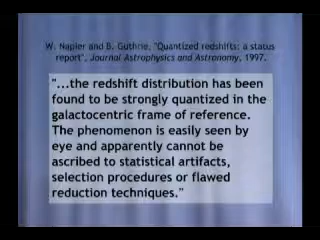 W. Napier and B. Guthrie, "Quantized redshifts: a status
report", Journal Astrophysics and Astronomy, 1997.
"...the redshift distribution has been
found to be strongly quantized in the
galactocentric frame of reference.
The phenomenon is easily seen by
eye and apparently cannot be
ascribed to statistical artifacts,
selection procedures or flawed
reduction techniques."